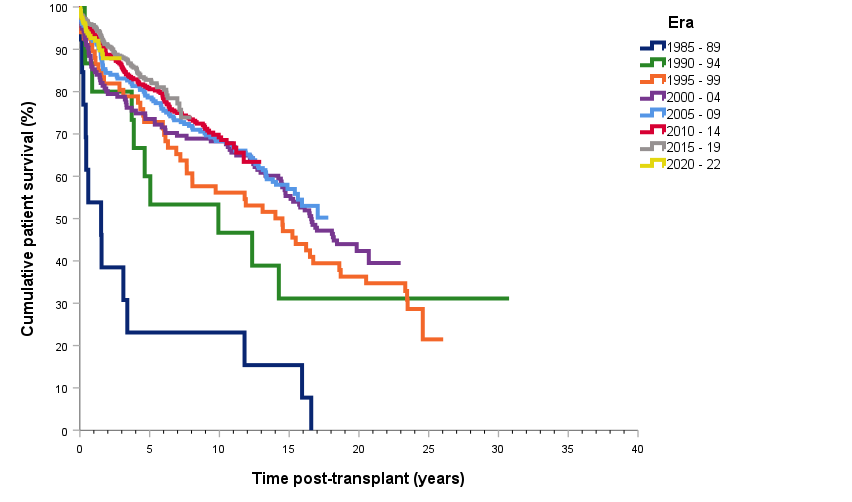 Cumulative patient survival (%)
100
90
80
70
60
50
40
30
20
10
0
0 5 10 15 20 25 30 35 40
Time post-transplant (years)
Era
1985 - 89
1990 - 94
1995 - 99
2000 - 04
2005 - 09
2010 - 14
2015 - 19
2020 - 22